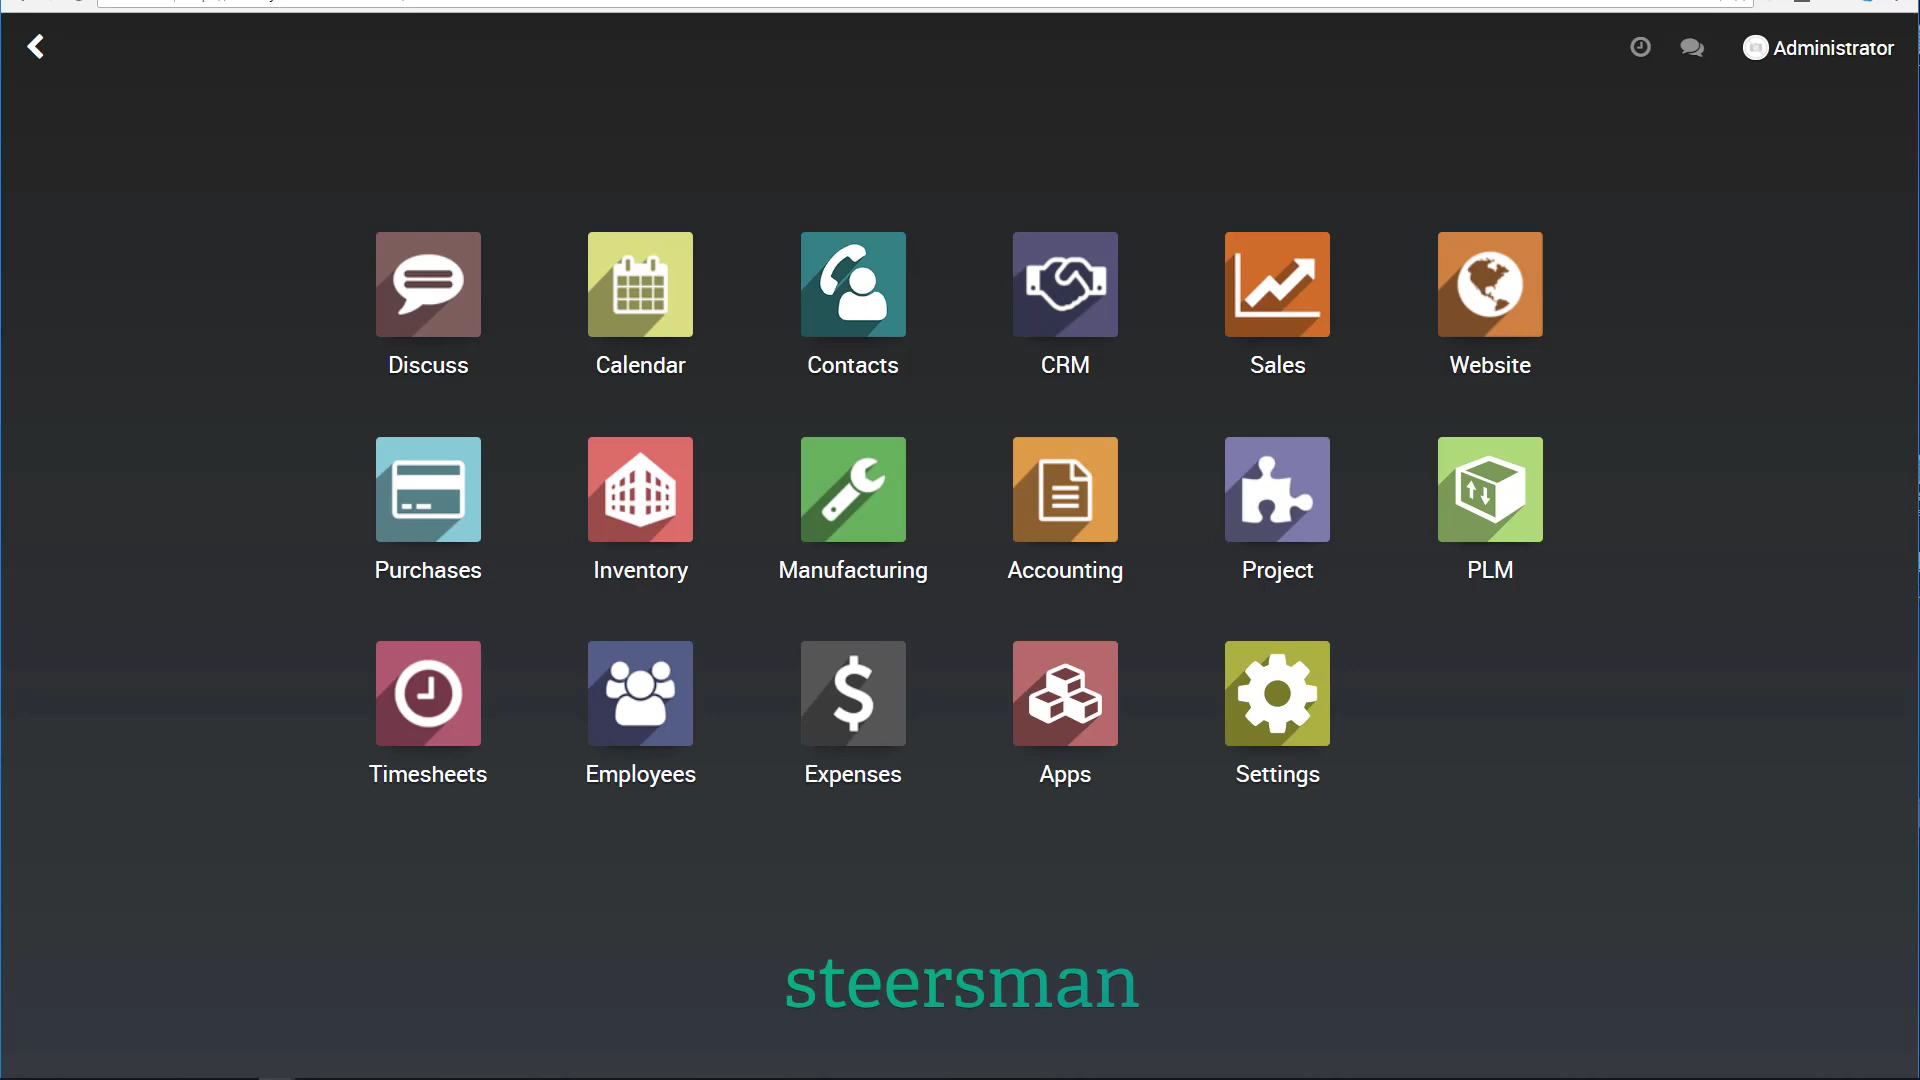 Administrator
Discuss Calendar Contacts CRM Sales Website
Purchases Inventory Manufacturing Accounting Project PLM
Timesheets Employees Expenses Apps Settings
steersman